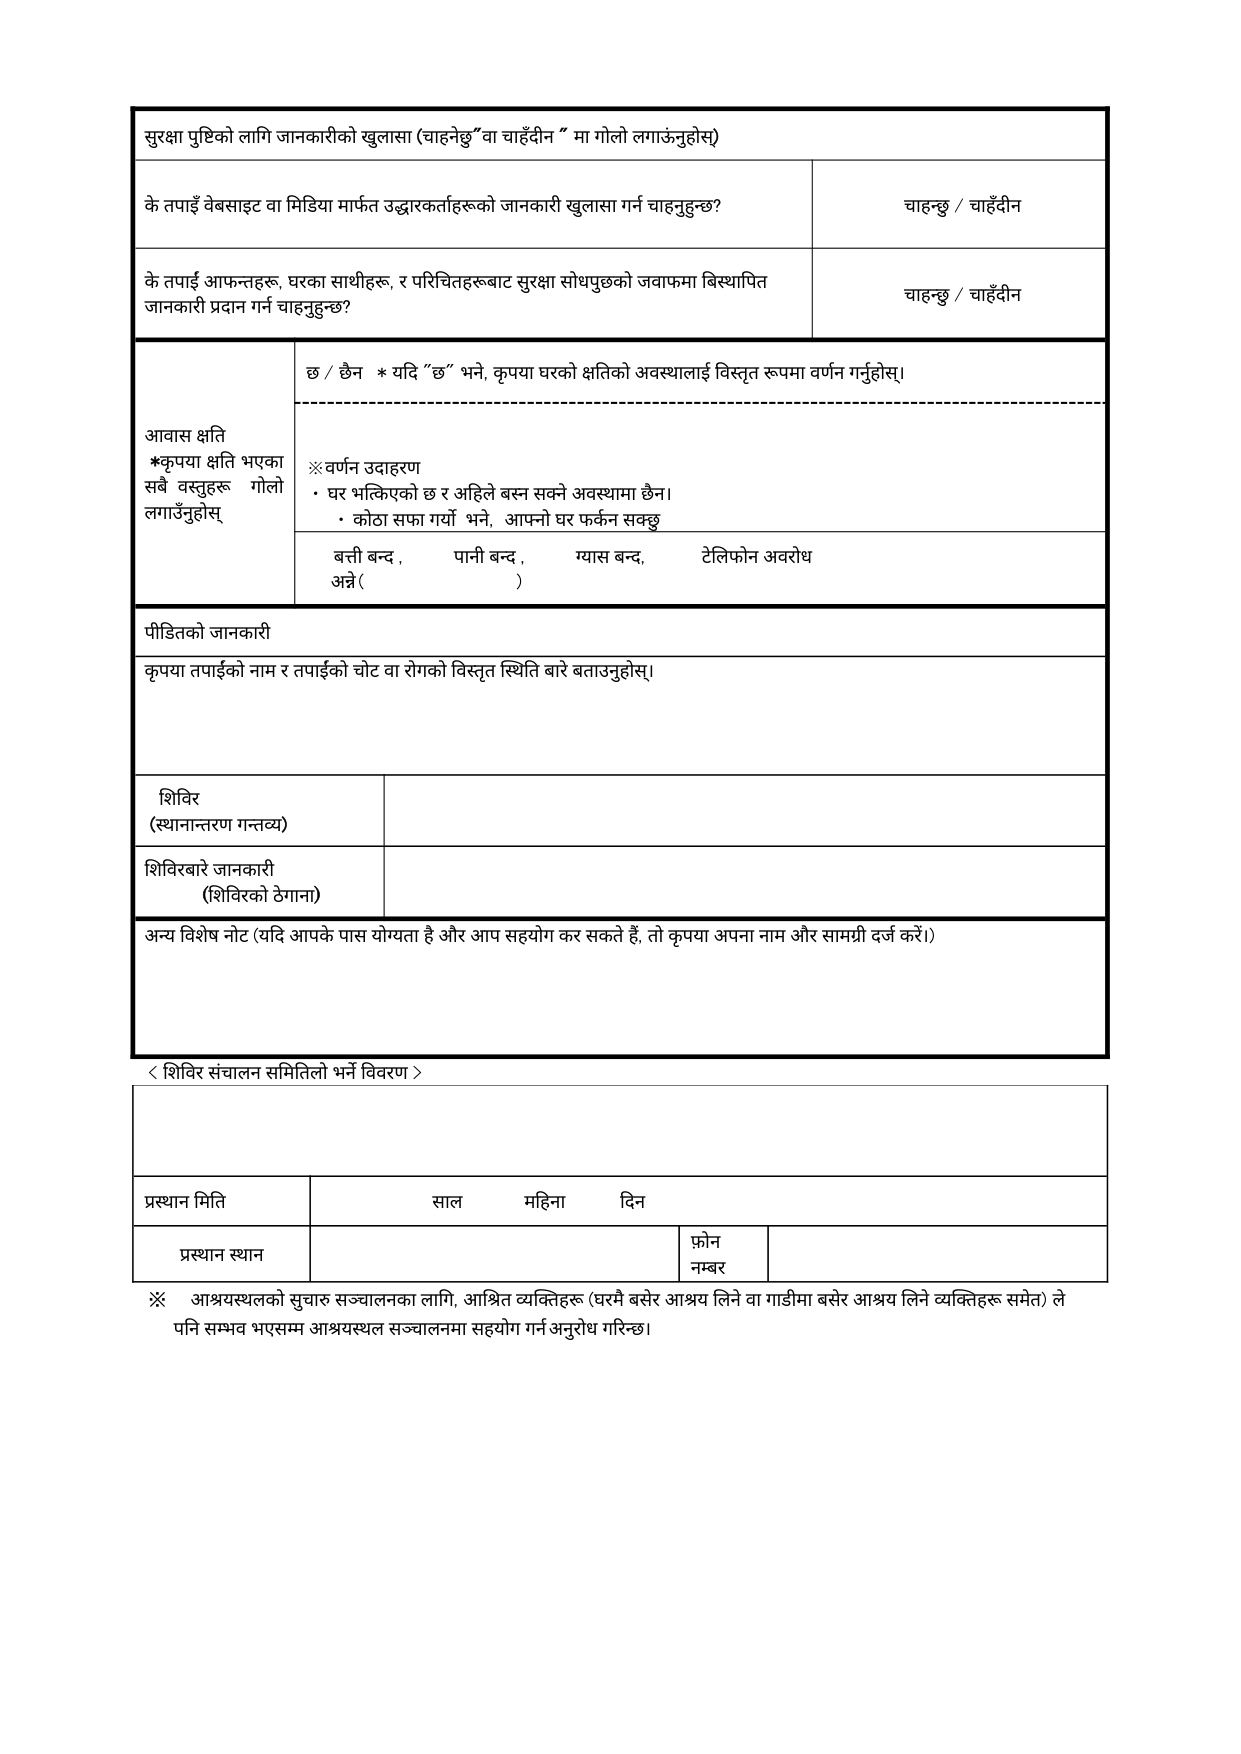 सुरक्षा पुष्टिको लागि जानकारीको खुलासा (चाहनेछु″वा चाहँदीन ″ मा गोलो लगाऊंनुहोस्)
के तपाइँ वेबसाइट वा मिडिया मार्फत उद्धारकर्ताहरूको जानकारी खुलासा गर्न चाहनुहुन्छ?
चाहन्छु / चाहँदीन
के तपाईं आफन्तहरू, घरका साथीहरू, र परिचितहरूबाट सुरक्षा सोधपुछको जवाफमा बिस्थापित
जानकारी प्रदान गर्न चाहनुहुन्छ?
चाहन्छु / चाहँदीन
आवास क्षति
*कृपया क्षति भएका
सबै वस्तुहरू गोलो
लगाउँनुहोस्
छ / छैन * यदि ″छ″ भने, कृपया घरको क्षतिको अवस्थालाई विस्तृत रूपमा वर्णन गर्नुहोस्।
※वर्णन उदाहरण
・घर भत्किएको छ र अहिले बस्न सक्ने अवस्थामा छैन।
・कोठा सफा गर्यो भने, आफ्नो घर फर्कन सक्छु
बत्ती बन्द , पानी बन्द , ग्यास बन्द, टेलिफोन अवरोध
अन्ने( )
पीडितको जानकारी
कृपया तपाईंको नाम र तपाईंको चोट वा रोगको विस्तृत स्थिति बारे बताउनुहोस्।
शिविर
(स्थानान्तरण गन्तव्य)
शिविरबारे जानकारी
(शिविरको ठेगाना)
अन्य विशेष नोट (यदि आपके पास योग्यता है और आप सहयोग कर सकते हैं, तो कृपया अपना नाम और सामग्री दर्ज करें।)
< शिविर संचालन समितिलो भर्ने विवरण >
प्रस्थान मिति
साल महिना दिन
प्रस्थान स्थान
फ़ोन
नम्बर
※ आश्रयस्थलको सुचारु सञ्चालनका लागि, आश्रित व्यक्तिहरू (घरमै बसेर आश्रय लिने वा गाडीमा बसेर आश्रय लिने व्यक्तिहरू समेत) ले
पनि सम्भव भएसम्म आश्रयस्थल सञ्चालनमा सहयोग गर्न अनुरोध गरिन्छ।